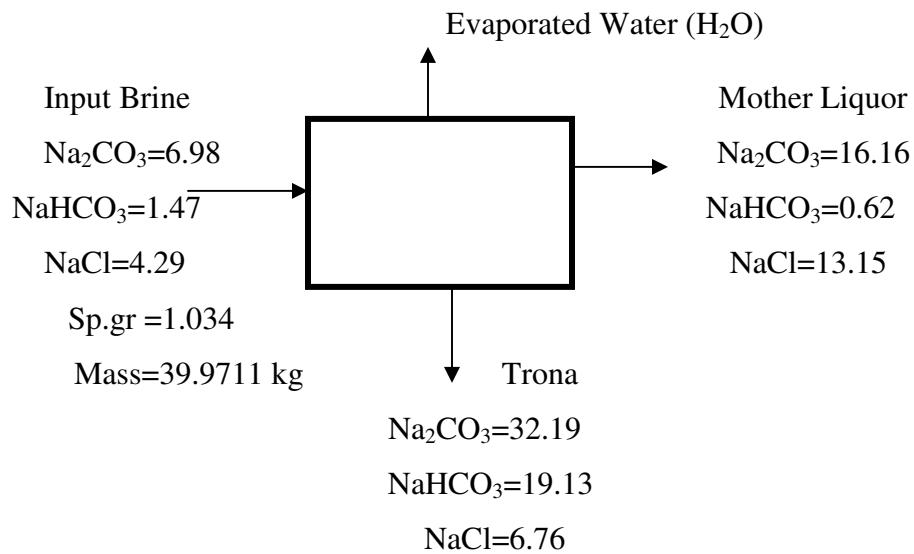 Evaporated Water (H₂O)
Input Brine
Na₂CO₃=6.98
NaHCO₃=1.47
NaCl=4.29
Sp.gr =1.034
Mass=39.9711 kg
Mother Liquor
Na₂CO₃=16.16
NaHCO₃=0.62
NaCl=13.15
Trona
Na₂CO₃=32.19
NaHCO₃=19.13
NaCl=6.76